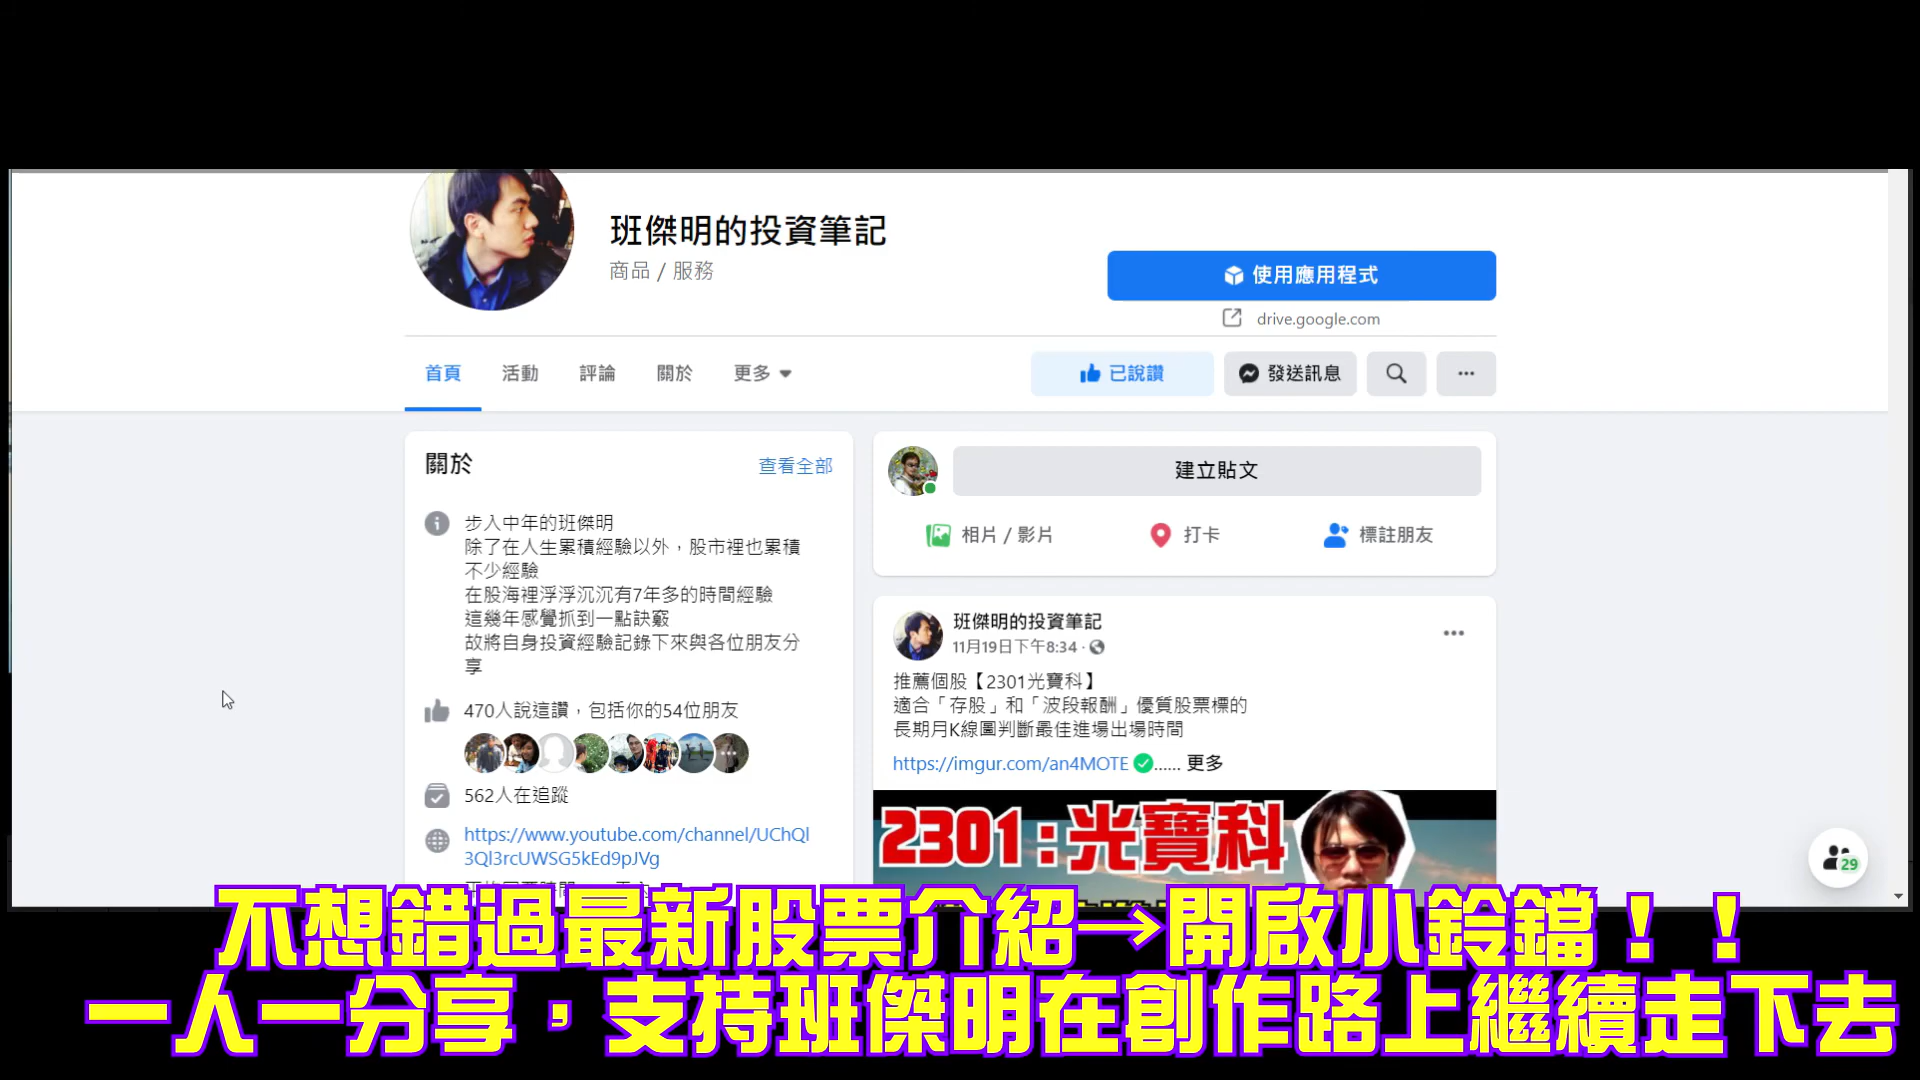 班傑明的投資筆記
商品 / 服務
使用應用程式
drive.google.com
首頁
活動
評論
關於
更多
已說讚
發送訊息
關於
查看全部
步入中年的班傑明
除了在人生累積經驗以外，股市裡也累積
不少經驗
在股海裡浮浮沉沉有7年多的時間經驗
這幾年感覺抓到一點訣竅
故將自身投資經驗記錄下來與各位朋友分
享
470人說這讚，包括你的54位朋友
562人在追蹤
https://www.youtube.com/channel/UChQl
3Ql3rcUWSG5kEd9pJVg
建立貼文
相片 / 影片
打卡
標註朋友
班傑明的投資筆記
11月19日下午8:34
推薦個股【2301光寶科】
適合「存股」和「波段報酬」優質股票標的
長期月K線圖判斷最佳進場出場時間
https://imgur.com/an4MOTE ✅...... 更多
2301:光寶科
29
不想錯過最新股票介紹→開啟小鈴鐺！！
一人一分享，支持班傑明在創作路上繼續走下去